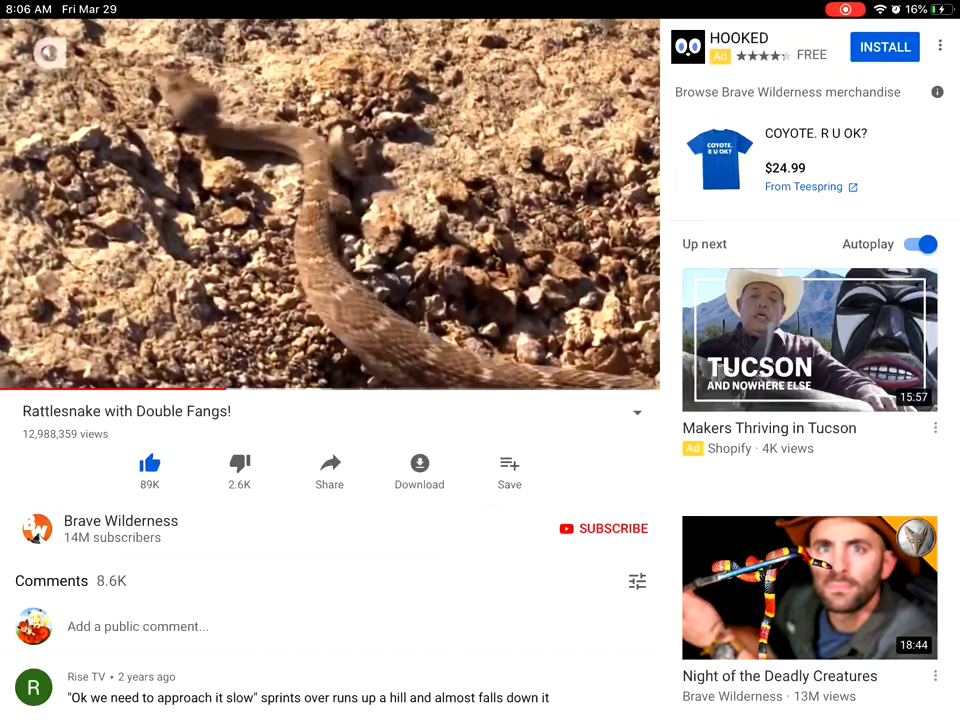 8:06 AM Fri Mar 29
16%
HOOKED
Ad FREE
INSTALL
Browse Brave Wilderness merchandise
COYOTE.
R U OK?
COYOTE. R U OK?
$24.99
From Teespring
Up next
Autoplay
TUCSON
AND NOWHERE ELSE
15:57
Makers Thriving in Tucson
Ad Shopify · 4K views
18:44
Night of the Deadly Creatures
Brave Wilderness · 13M views
Rattlesnake with Double Fangs!
12,988,359 views
89K
2.6K
Share
Download
Save
BW
Brave Wilderness
14M subscribers
SUBSCRIBE
Comments 8.6K
Add a public comment...
R
Rise TV • 2 years ago
"Ok we need to approach it slow" sprints over runs up a hill and almost falls down it